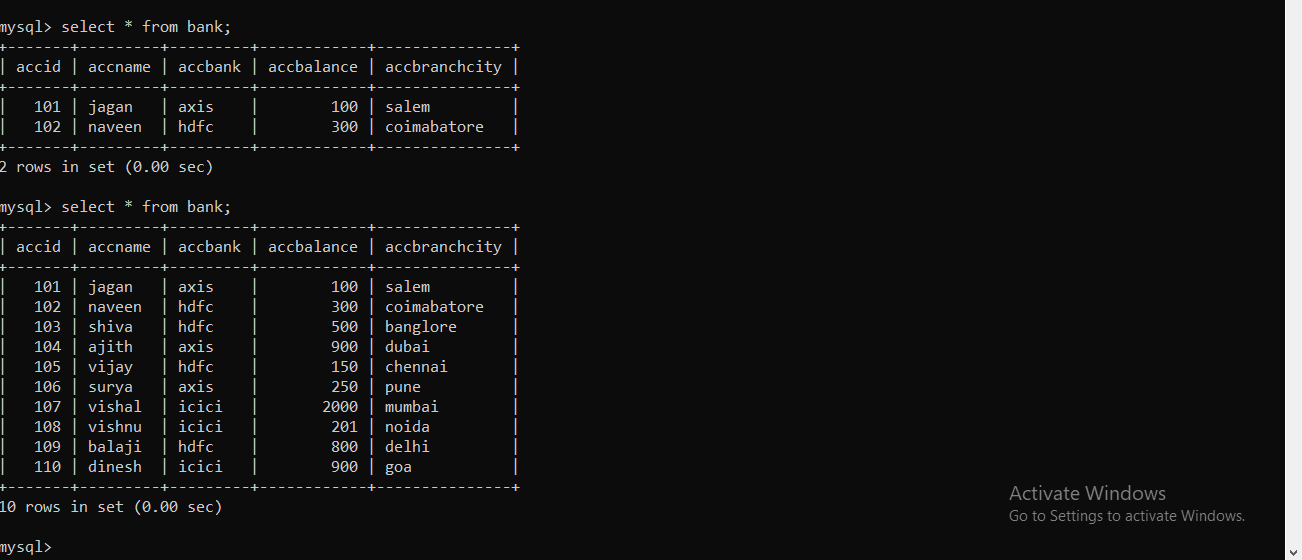 mysql> select * from bank;
+-------+---------+---------+------------+---------------+
| accid | accname | accbank | accbalance | accbranchcity |
+-------+---------+---------+------------+---------------+
|   101 | jagan   | axis    |        100 | salem         |
|   102 | naveen  | hdfc    |        300 | coimabatore   |
+-------+---------+---------+------------+---------------+
2 rows in set (0.00 sec)
mysql> select * from bank;
+-------+---------+---------+------------+---------------+
| accid | accname | accbank | accbalance | accbranchcity |
+-------+---------+---------+------------+---------------+
|   101 | jagan   | axis    |        100 | salem         |
|   102 | naveen  | hdfc    |        300 | coimabatore   |
|   103 | shiva   | hdfc    |        500 | banglore      |
|   104 | ajith   | axis    |        900 | dubai         |
|   105 | vijay   | hdfc    |        150 | chennai       |
|   106 | surya   | axis    |        250 | pune          |
|   107 | vishal  | icici   |       2000 | mumbai        |
|   108 | vishnu  | icici   |        201 | noida         |
|   109 | balaji  | hdfc    |        800 | delhi         |
|   110 | dinesh  | icici   |        900 | goa           |
+-------+---------+---------+------------+---------------+
10 rows in set (0.00 sec)
mysql>
Activate Windows
Go to Settings to activate Windows.